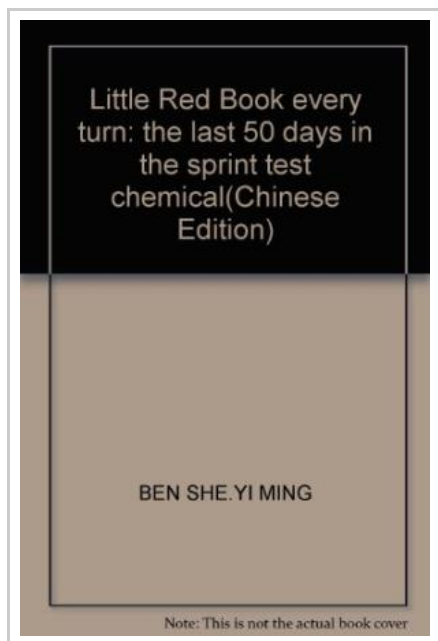 Little Red Book every
turn: the last 50 days in
the sprint test
chemical(Chinese
Edition)
BEN SHE.YI MING
Note: This is not the actual book cover